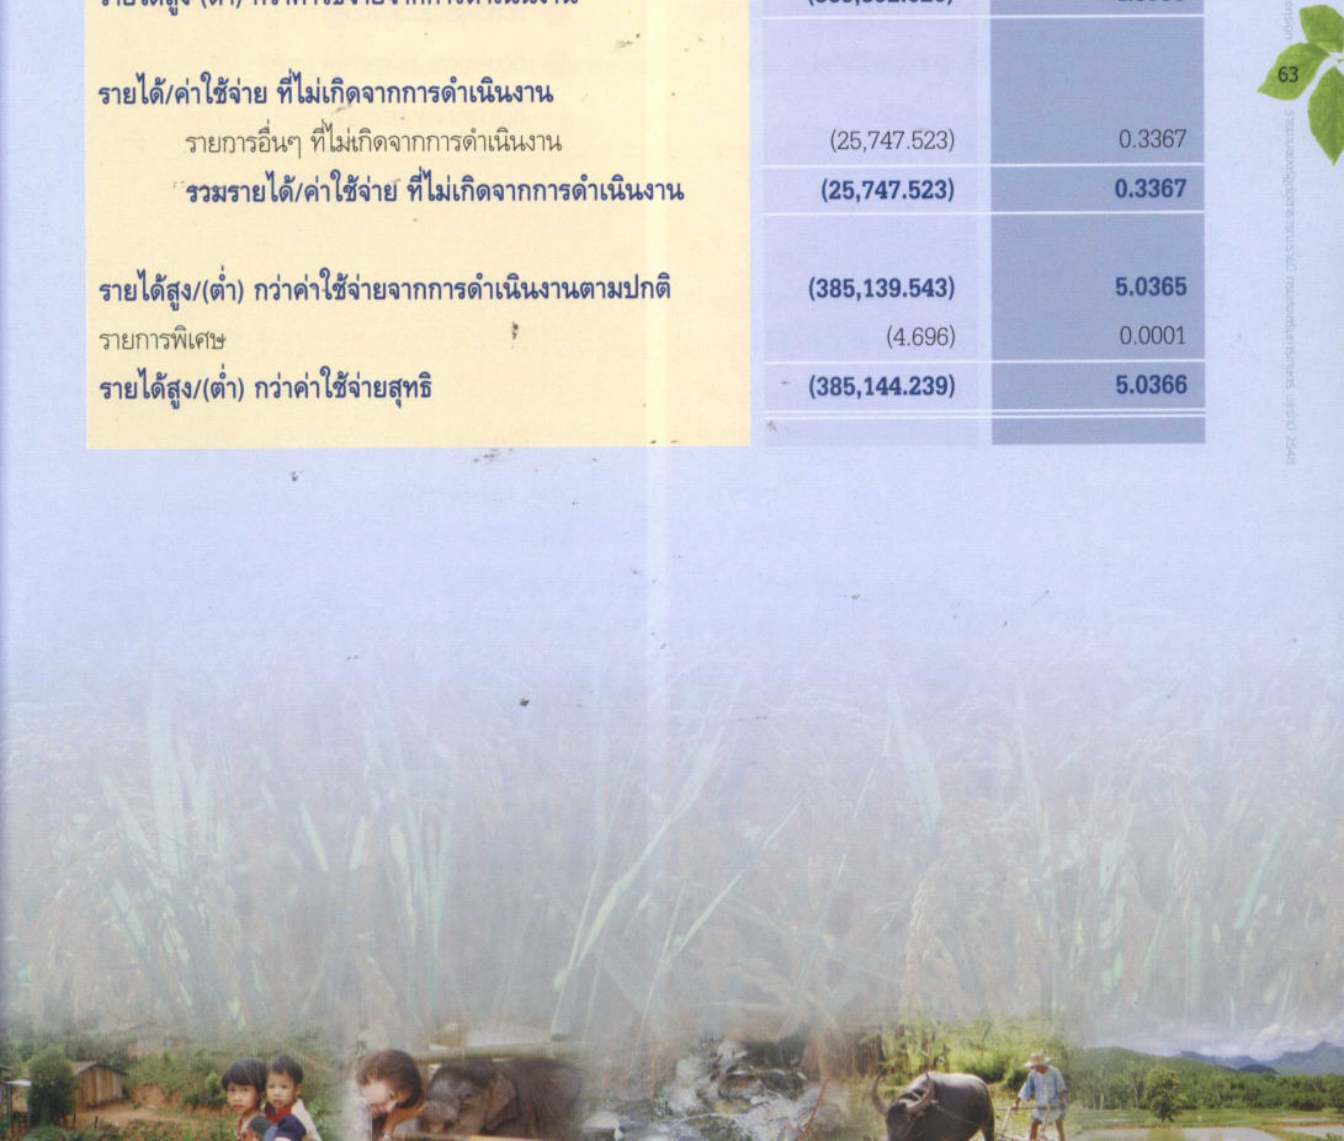 63
รายได้/ค่าใช้จ่าย ที่ไม่เกิดจากการดำเนินงาน
รายการอื่นๆ ที่ไม่เกิดจากการดำเนินงาน (25,747.523) 0.3367
รวมรายได้/ค่าใช้จ่าย ที่ไม่เกิดจากการดำเนินงาน (25,747.523) 0.3367
รายได้สูง/(ต่ำ) กว่าค่าใช้จ่ายจากการดำเนินงานตามปกติ (385,139.543) 5.0365
รายการพิเศษ (4.696) 0.0001
รายได้สูง/(ต่ำ) กว่าค่าใช้จ่ายสุทธิ (385,144.239) 5.0366